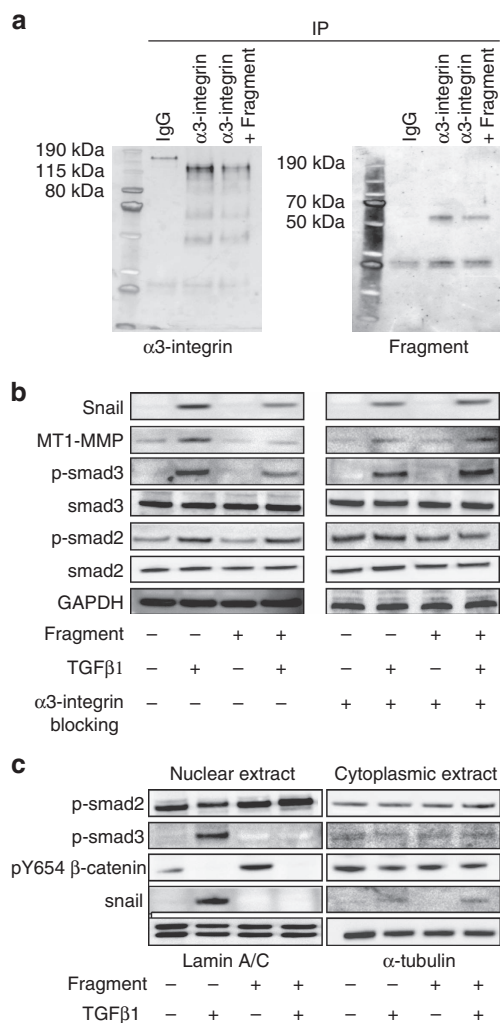 a
IP
IgG
α3-integrin
α3-integrin
+ Fragment
IgG
α3-integrin
α3-integrin
+ Fragment
190 kDa
115 kDa
80 kDa
190 kDa
70 kDa
50 kDa
α3-integrin
Fragment
b
Snail
MT1-MMP
p-smad3
smad3
p-smad2
smad2
GAPDH
Fragment – – + + – – + +
TGFβ1 – + – + – + – +
α3-integrin
blocking – – – – + + + +
c
Nuclear extract Cytoplasmic extract
p-smad2
p-smad3
pY654 β-catenin
snail
Lamin A/C α-tubulin
Fragment – – + + – – + +
TGFβ1 – + – + – + – +